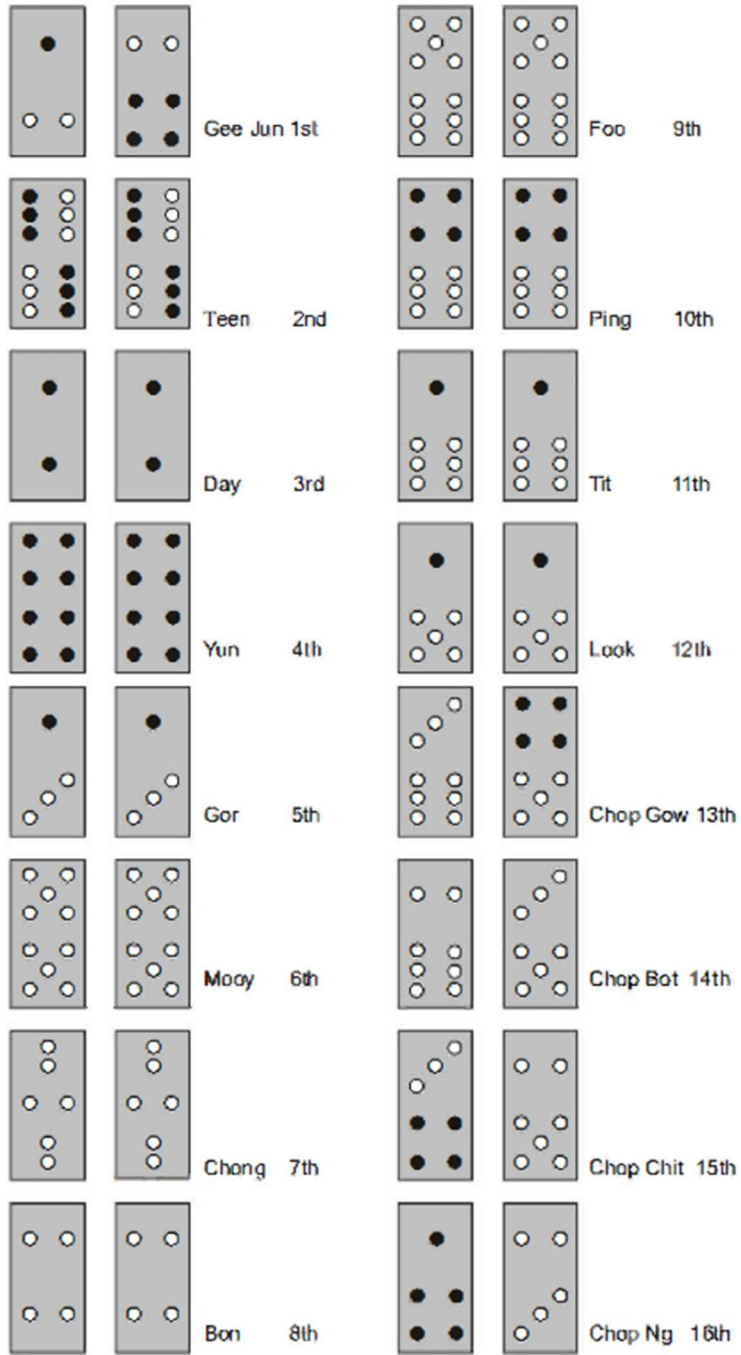 Gee Jun 1st
Foo 9th
Teen 2nd
Ping 10th
Day 3rd
Tit 11th
Yun 4th
Look 12th
Gor 5th
Chop Gow 13th
Mooy 6th
Chop Bot 14th
Chong 7th
Chop Chit 15th
Bon 8th
Chop Ng 16th